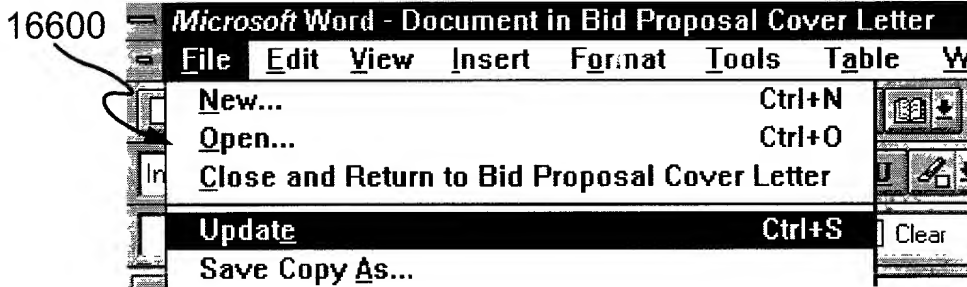 16600
Microsoft Word - Document in Bid Proposal Cover Letter
File Edit View Insert Format Tools Table W
New... Ctrl+N
Open... Ctrl+O
In
Close and Return to Bid Proposal Cover Letter
Update Ctrl+S
Clear
Save Copy As...